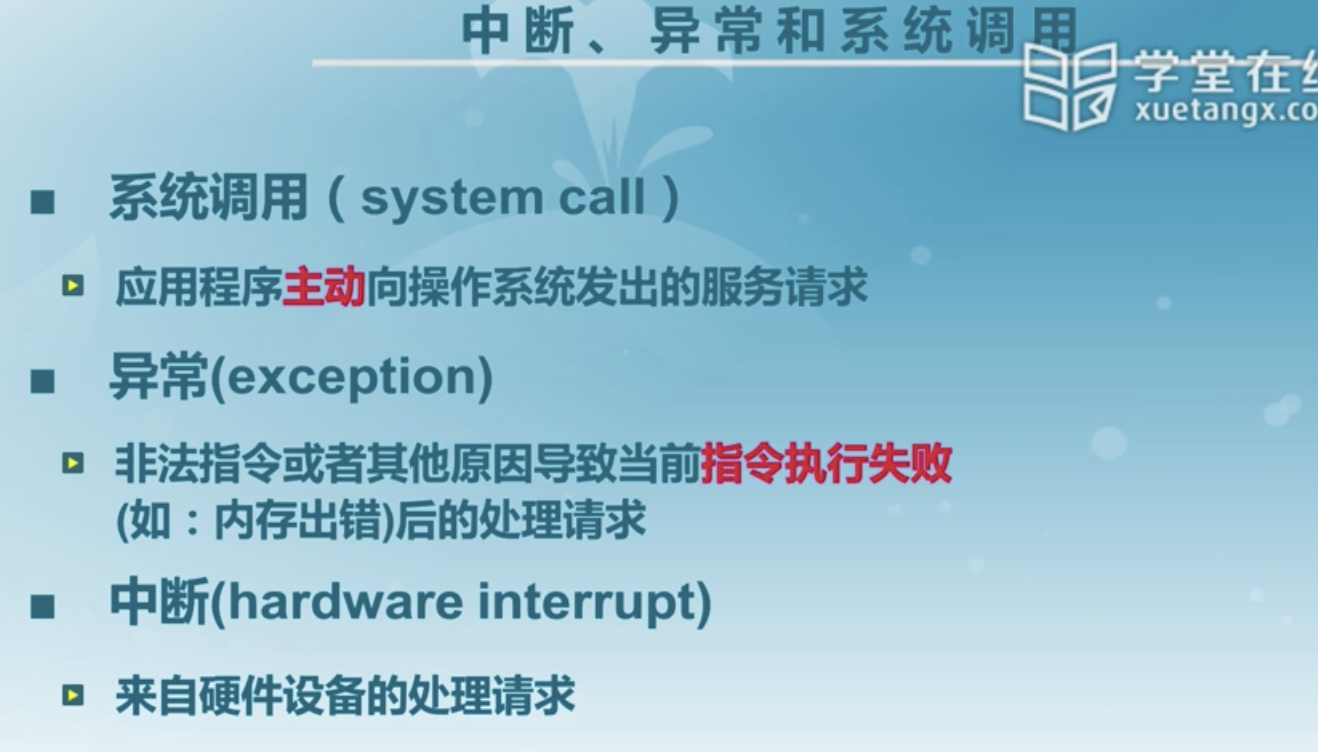 中断、异常和系统调用
学堂在
xuetangx.co
系统调用（system call）
应用程序主动向操作系统发出的服务请求
异常(exception)
非法指令或者其他原因导致当前指令执行失败
(如：内存出错)后的处理请求
中断(hardware interrupt)
来自硬件设备的处理请求